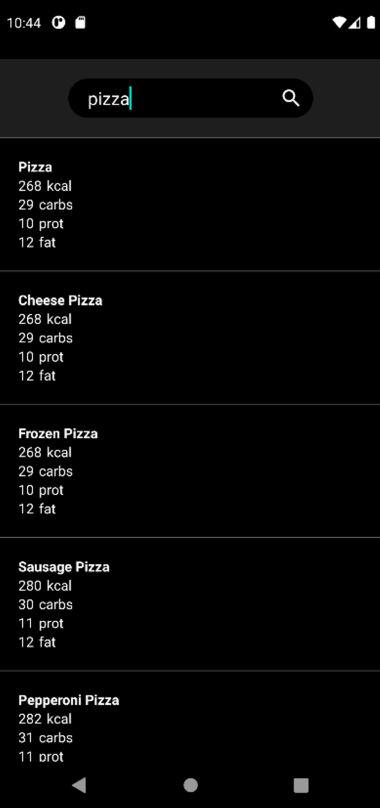 10:44
pizza
Pizza
268 kcal
29 carbs
10 prot
12 fat
Cheese Pizza
268 kcal
29 carbs
10 prot
12 fat
Frozen Pizza
268 kcal
29 carbs
10 prot
12 fat
Sausage Pizza
280 kcal
30 carbs
11 prot
12 fat
Pepperoni Pizza
282 kcal
31 carbs
11 prot